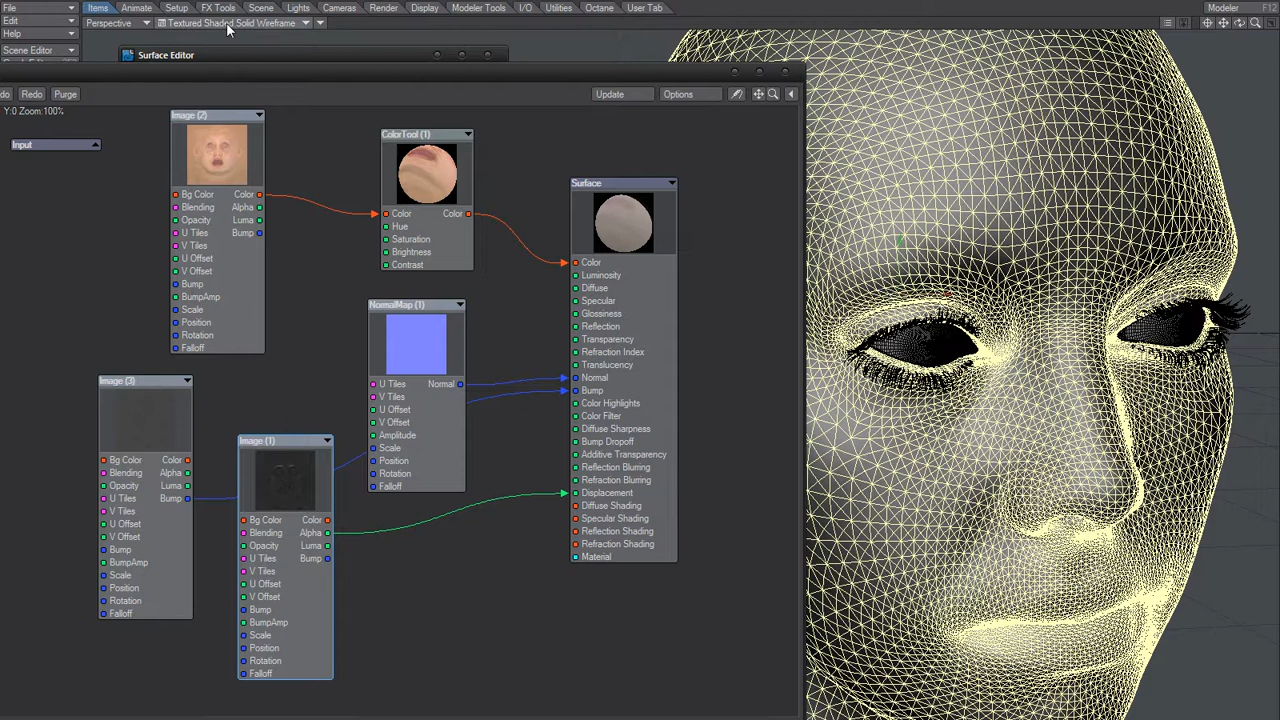 File
Items
Animate
Setup
FX Tools
Scene
Lights
Cameras
Render
Display
Modeler Tools
I/O
Utilities
Octane
User Tab
Modeler
F12
Edit
Perspective
Textured Shaded Solid Wireframe
Help
Scene Editor
Surface Editor
do
Redo
Purge
Update
Options
Y:0 Zoom:100%
Input
Image (2)
Bg Color
Color
Blending
Alpha
Opacity
Luma
U Tiles
Bump
V Tiles
U Offset
V Offset
Bump
BumpAmp
Scale
Position
Rotation
Falloff
ColorTool (1)
Color
Color
Hue
Saturation
Brightness
Contrast
Surface
Color
Luminosity
Diffuse
Specular
Glossiness
Reflection
Transparency
Refraction Index
Translucency
Normal
Bump
Color Highlights
Color Filter
Diffuse Sharpness
Bump Dropoff
Additive Transparency
Reflection Blurring
Refraction Blurring
Displacement
Diffuse Shading
Specular Shading
Reflection Shading
Refraction Shading
Material
NormalMap (1)
U Tiles
Normal
V Tiles
U Offset
V Offset
Amplitude
Scale
Position
Rotation
Falloff
Image (3)
Bg Color
Color
Blending
Alpha
Opacity
Luma
U Tiles
Bump
V Tiles
U Offset
V Offset
Bump
BumpAmp
Scale
Position
Rotation
Falloff
Image (1)
Bg Color
Color
Blending
Alpha
Opacity
Luma
U Tiles
Bump
V Tiles
U Offset
V Offset
Bump
BumpAmp
Scale
Position
Rotation
Falloff